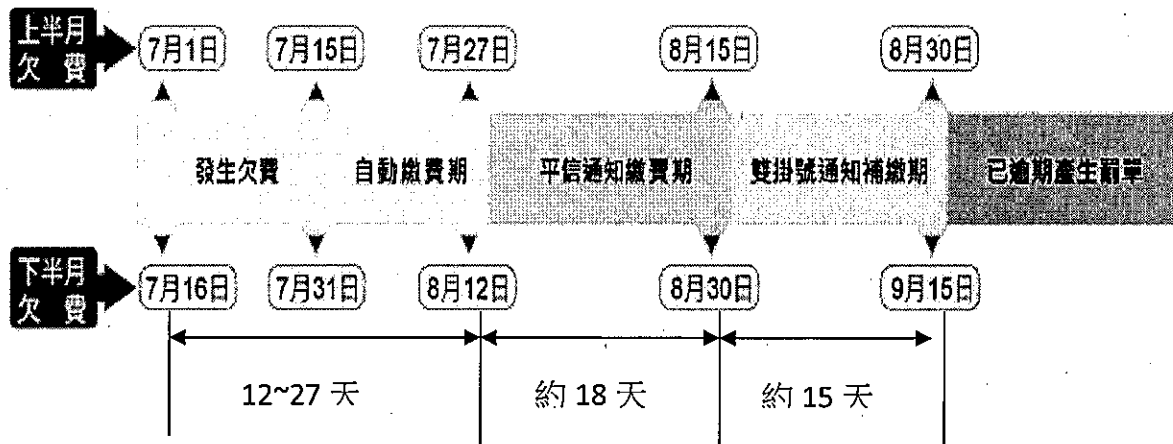 上半月
欠 費
7月1日
7月15日
7月27日
8月15日
8月30日
發生欠費
自動繳費期
平信通知繳費期
雙掛號通知補繳期
已逾期產生罰單
下半月
欠 費
7月16日
7月31日
8月12日
8月30日
9月15日
12~27 天
約 18 天
約 15 天